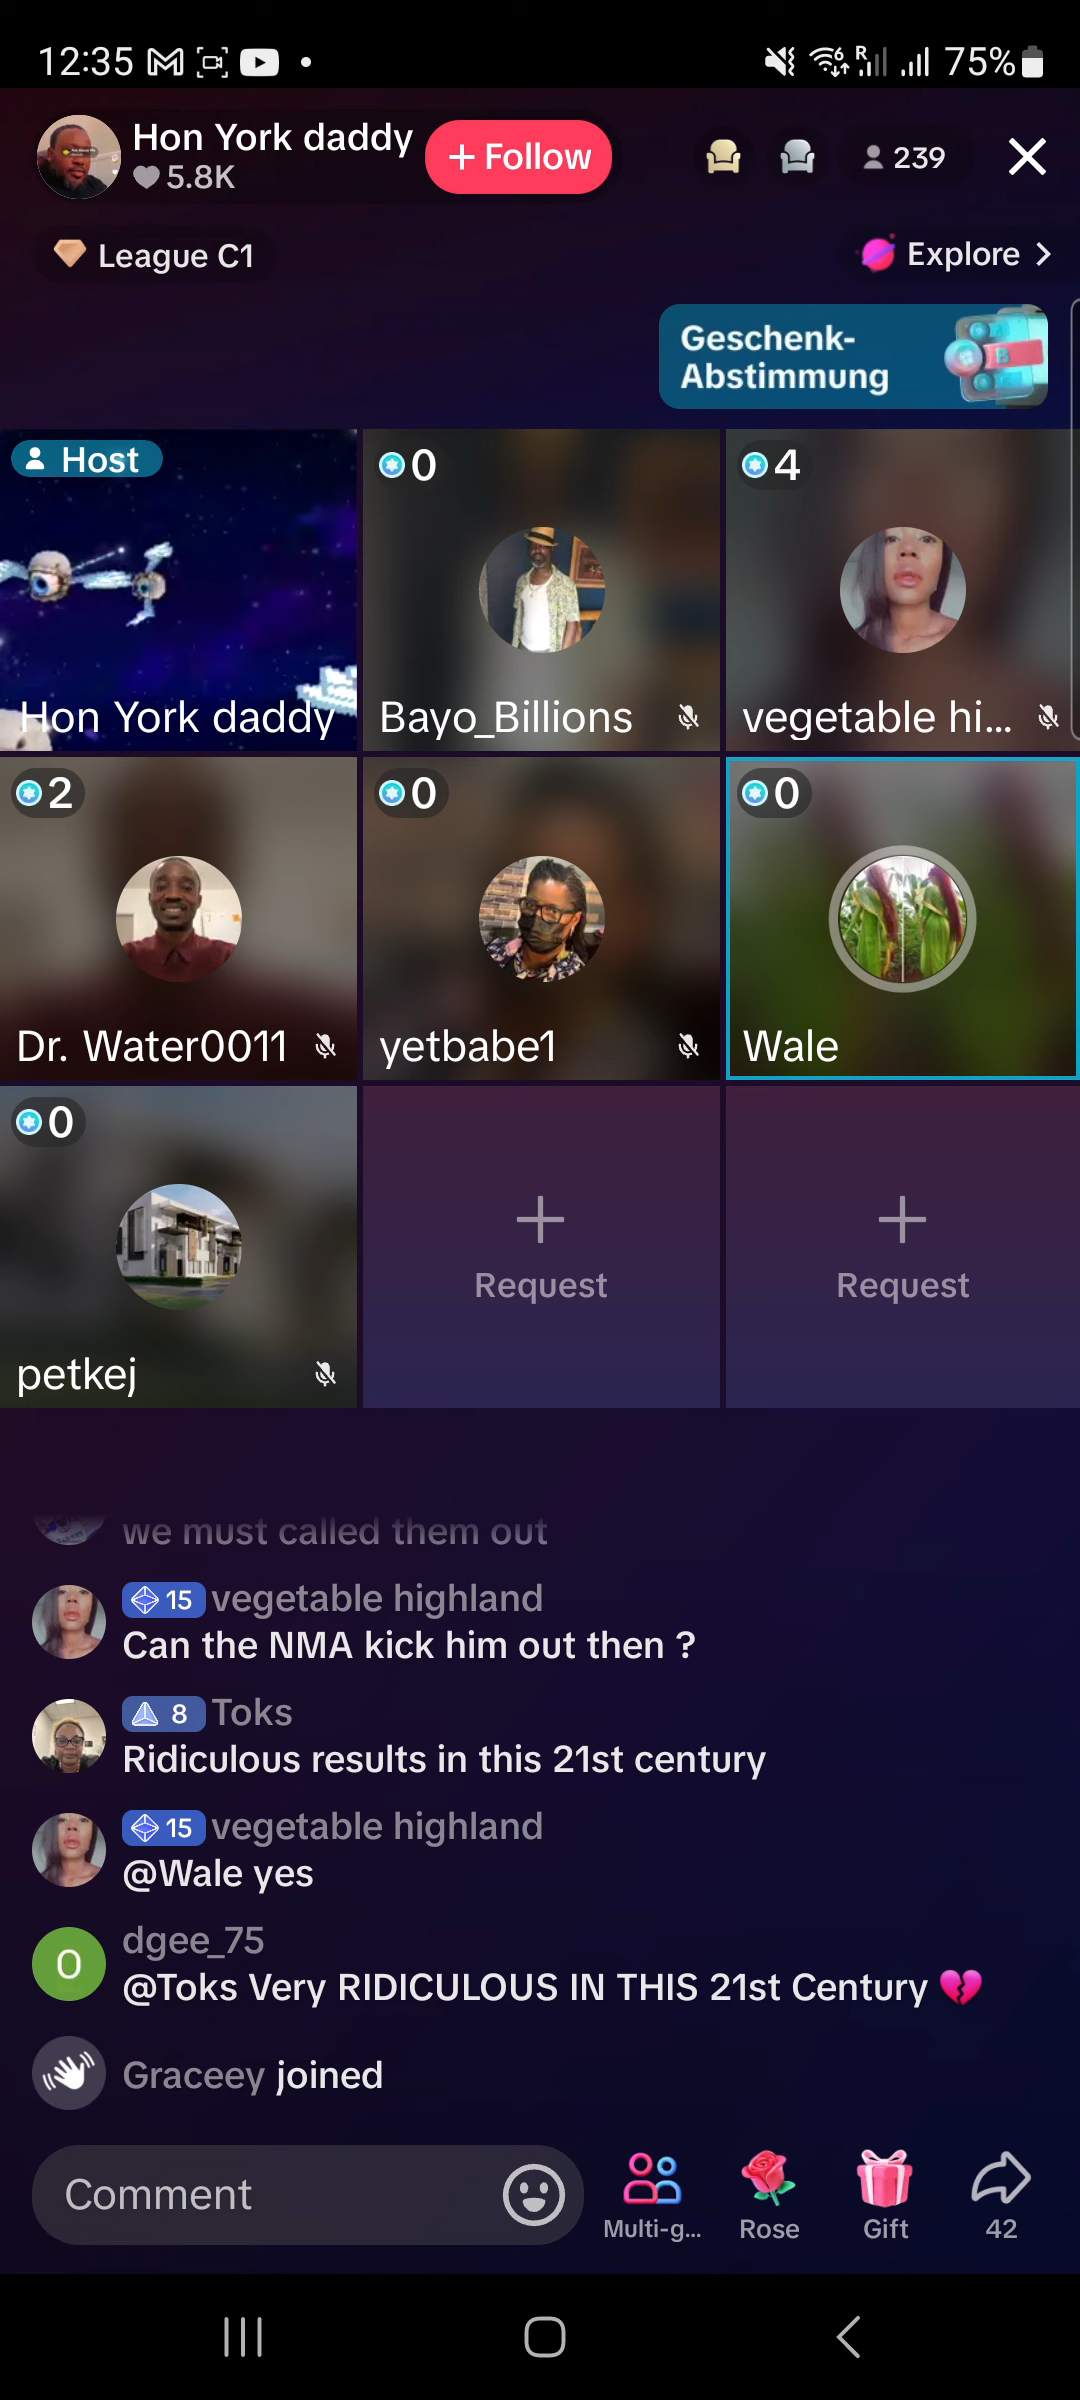 12:35
R
75%
Hon York daddy
5.8K
+ Follow
239
League C1
Explore
Geschenk-
Abstimmung
B
Host
0
4
Hon York daddy
Bayo_Billions
vegetable hi...
2
0
0
Dr. Water0011
yetbabe1
Wale
0
petkej
Request
Request
we must called them out
15 vegetable highland
Can the NMA kick him out then ?
8 Toks
Ridiculous results in this 21st century
15 vegetable highland
@Wale yes
O
dgee_75
@Toks Very RIDICULOUS IN THIS 21st Century 💔
Graceey joined
Comment
Multi-g...
Rose
Gift
42